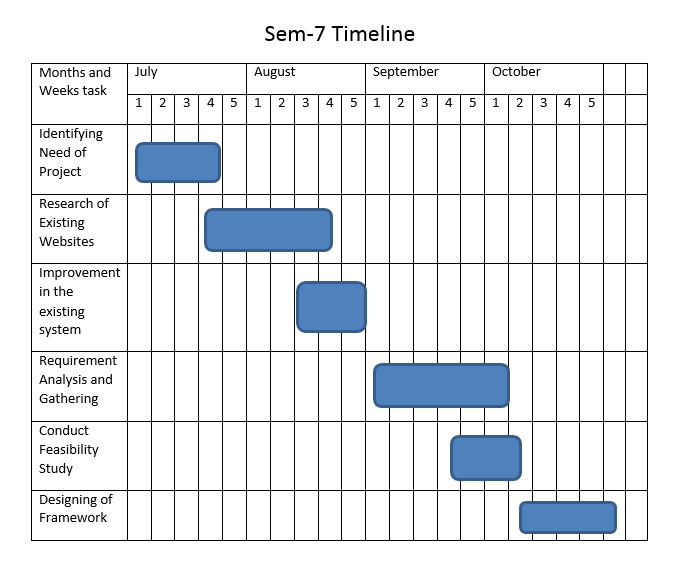 Sem-7 Timeline
Months and
Weeks task
July
August
September
October
1 2 3 4 5 1 2 3 4 5 1 2 3 4 5 1 2 3 4 5
Identifying
Need of
Project
Research of
Existing
Websites
Improvement
in the
existing
system
Requirement
Analysis and
Gathering
Conduct
Feasibility
Study
Designing of
Framework